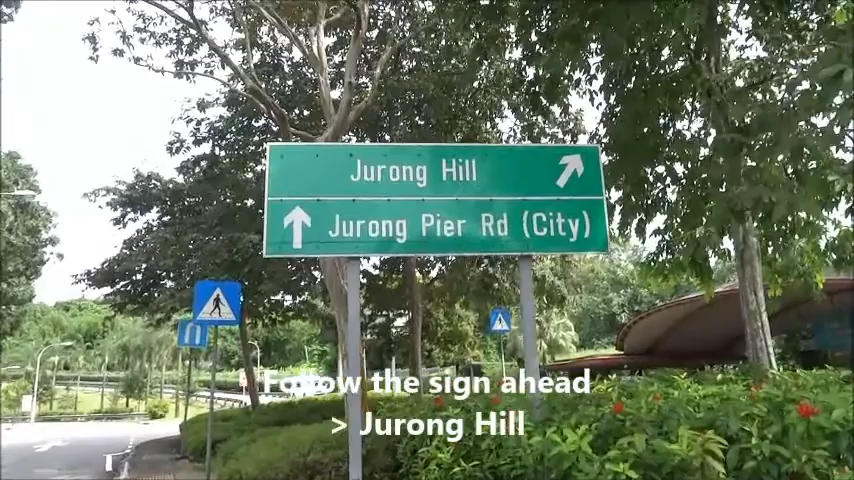 Jurong Hill
Jurong Pier Rd (City)
Follow the sign ahead
> Jurong Hill